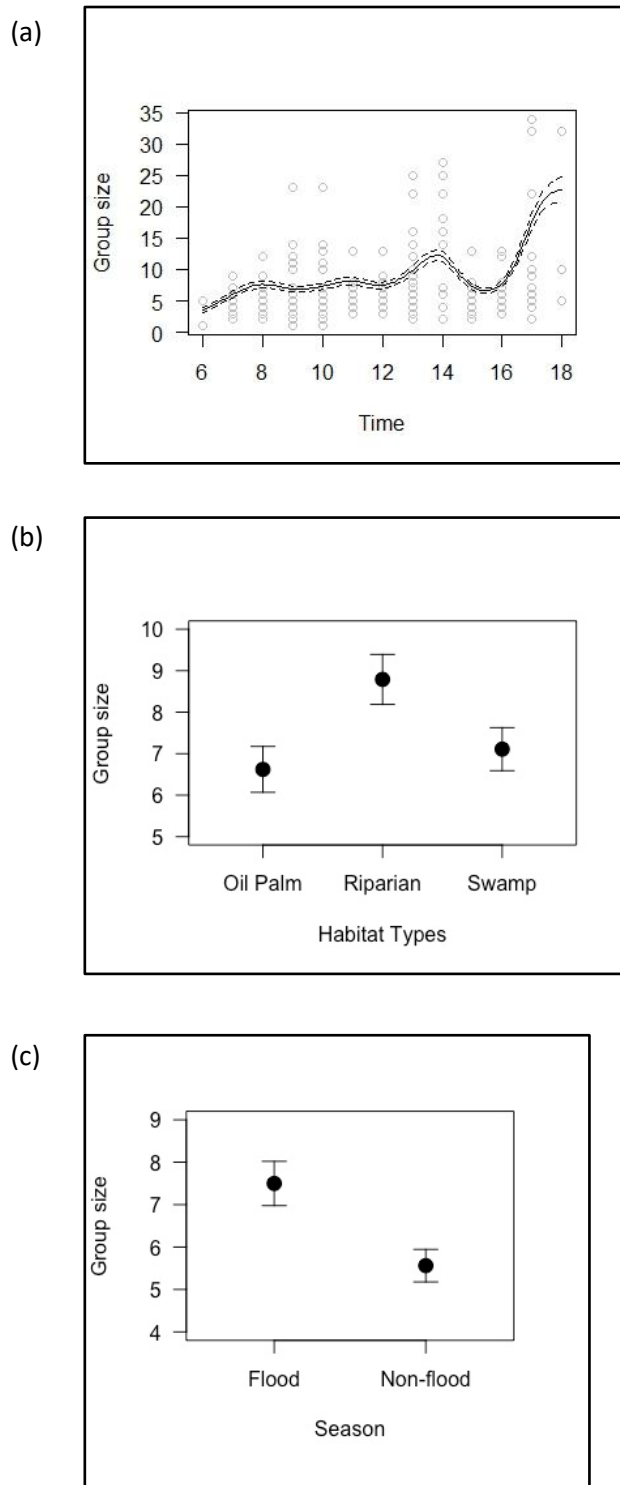 (a)
35
30
25
20
15
10
5
0
Group size
6 8 10 12 14 16 18
Time
(b)
10
9
8
7
6
5
Group size
Oil Palm Riparian Swamp
Habitat Types
(c)
9
8
7
6
5
4
Group size
Flood Non-flood
Season